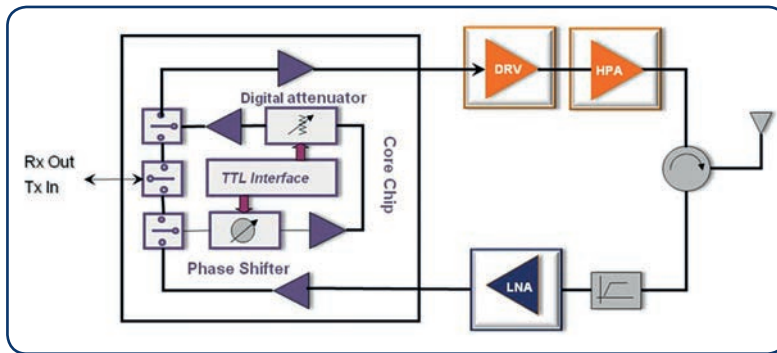 DRV
HPA
Digital attenuator
Rx Out
Tx In
TTL Interface
Core Chip
Phase Shifter
LNA